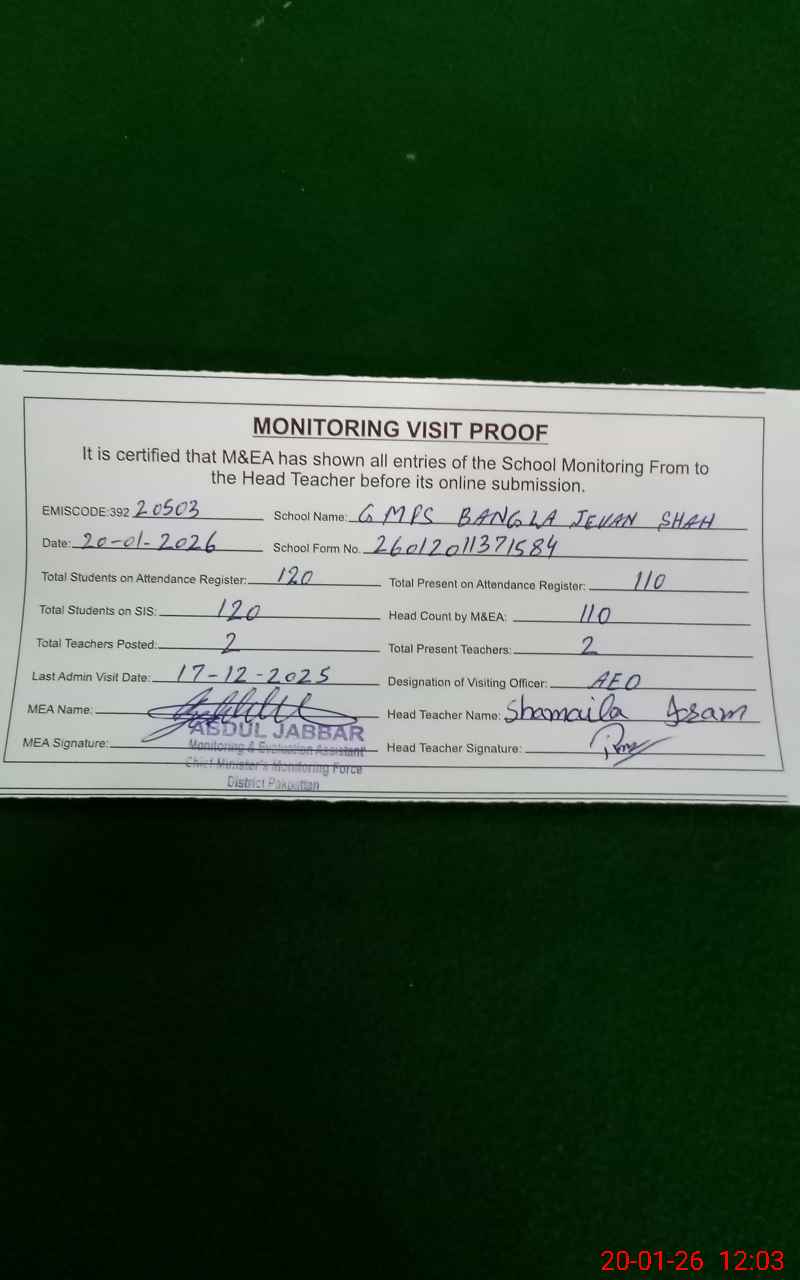 MONITORING VISIT PROOF
It is certified that M&EA has shown all entries of the School Monitoring From to
the Head Teacher before its online submission.
EMISCODE:392 20503 School Name: GMPS BANGLA JEVAN SHAH
Date: 20-01-2026 School Form No. 26012011371584
Total Students on Attendance Register: 120 Total Present on Attendance Register: 110
Total Students on SIS: 120 Head Count by M&EA: 110
Total Teachers Posted: 2 Total Present Teachers: 2
Last Admin Visit Date: 17-12-2025 Designation of Visiting Officer: AEO
MEA Name: Head Teacher Name: Shamaila
ABDUL JABBAR
MEA Signature: Head Teacher Signature:
Monitoring & Evaluation Assistant
Chief Minister's Monitoring Force
District Pakpattan
20-01-26 12:03